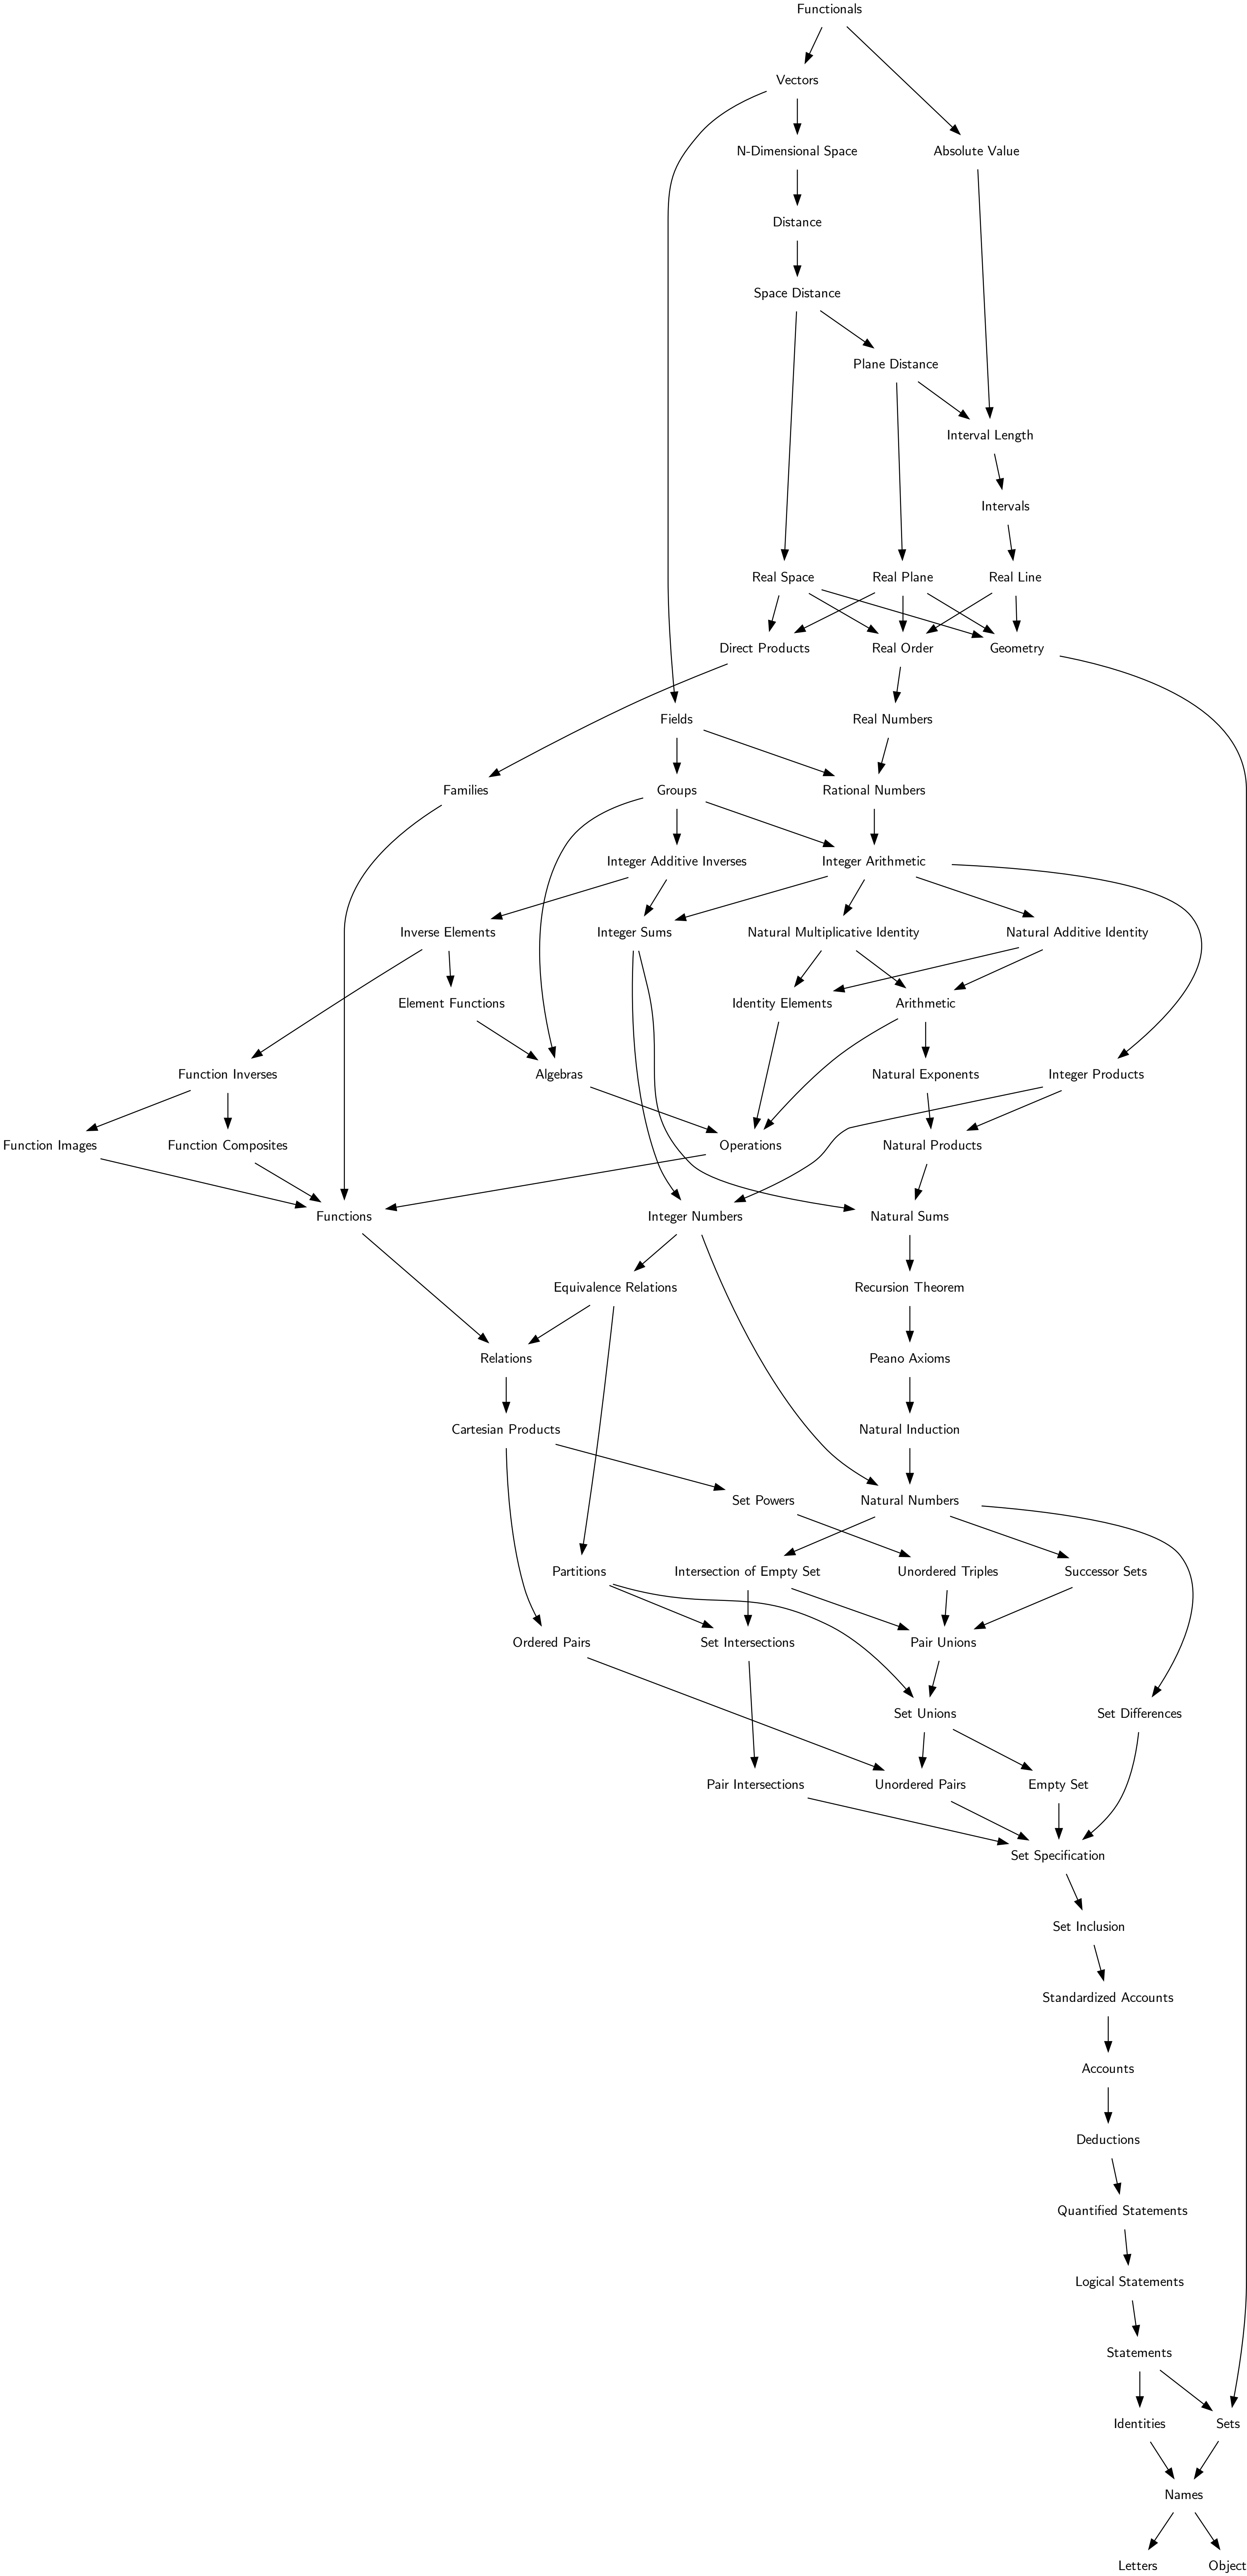 Functionals
Vectors
N-Dimensional Space
Absolute Value
Distance
Space Distance
Plane Distance
Interval Length
Intervals
Real Space
Real Plane
Real Line
Direct Products
Real Order
Geometry
Fields
Real Numbers
Families
Groups
Rational Numbers
Integer Additive Inverses
Integer Arithmetic
Inverse Elements
Integer Sums
Natural Multiplicative Identity
Natural Additive Identity
Element Functions
Identity Elements
Arithmetic
Function Inverses
Algebras
Natural Exponents
Integer Products
Function Images
Function Composites
Operations
Natural Products
Functions
Integer Numbers
Natural Sums
Equivalence Relations
Recursion Theorem
Relations
Peano Axioms
Cartesian Products
Natural Induction
Set Powers
Natural Numbers
Partitions
Intersection of Empty Set
Unordered Triples
Successor Sets
Ordered Pairs
Set Intersections
Pair Unions
Set Unions
Set Differences
Pair Intersections
Unordered Pairs
Empty Set
Set Specification
Set Inclusion
Standardized Accounts
Accounts
Deductions
Quantified Statements
Logical Statements
Statements
Identities
Sets
Names
Letters
Object